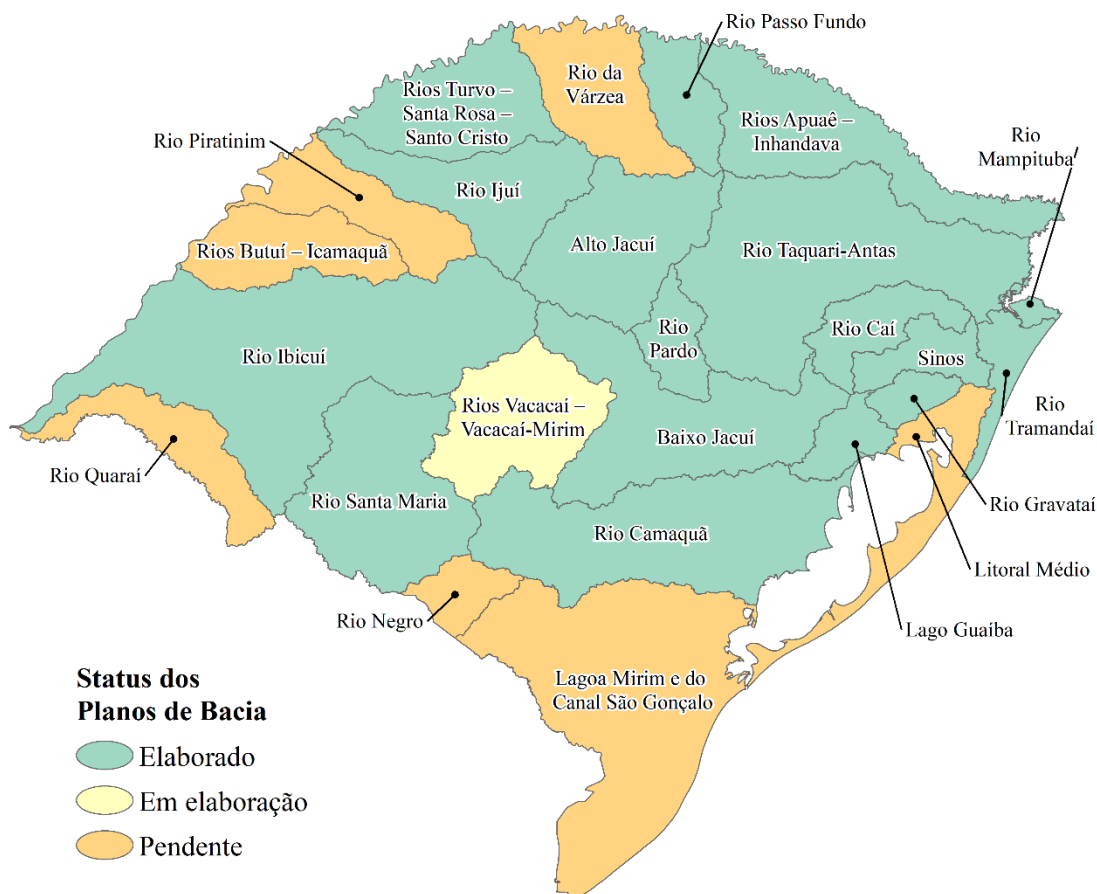 Rio Passo Fundo
Rio da
Várzea
Rios Turvo –
Santa Rosa –
Santo Cristo
Rios Apuaê –
Inhandava
Rio
Mampituba
Rio Piratinim
Rio Ijuí
Alto Jacuí
Rio Taquari-Antas
Rios Butuí – Icamaquã
Rio
Pardo
Rio Caí
Rio Ibicuí
Sinos
Rios Vacacaí –
Vacacaí-Mirim
Baixo Jacuí
Rio
Tramandaí
Rio Quaraí
Rio Santa Maria
Rio Gravataí
Rio Camaquã
Litoral Médio
Rio Negro
Lago Guaíba
Lagoa Mirim e do
Canal São Gonçalo
Status dos
Planos de Bacia
Elaborado
Em elaboração
Pendente